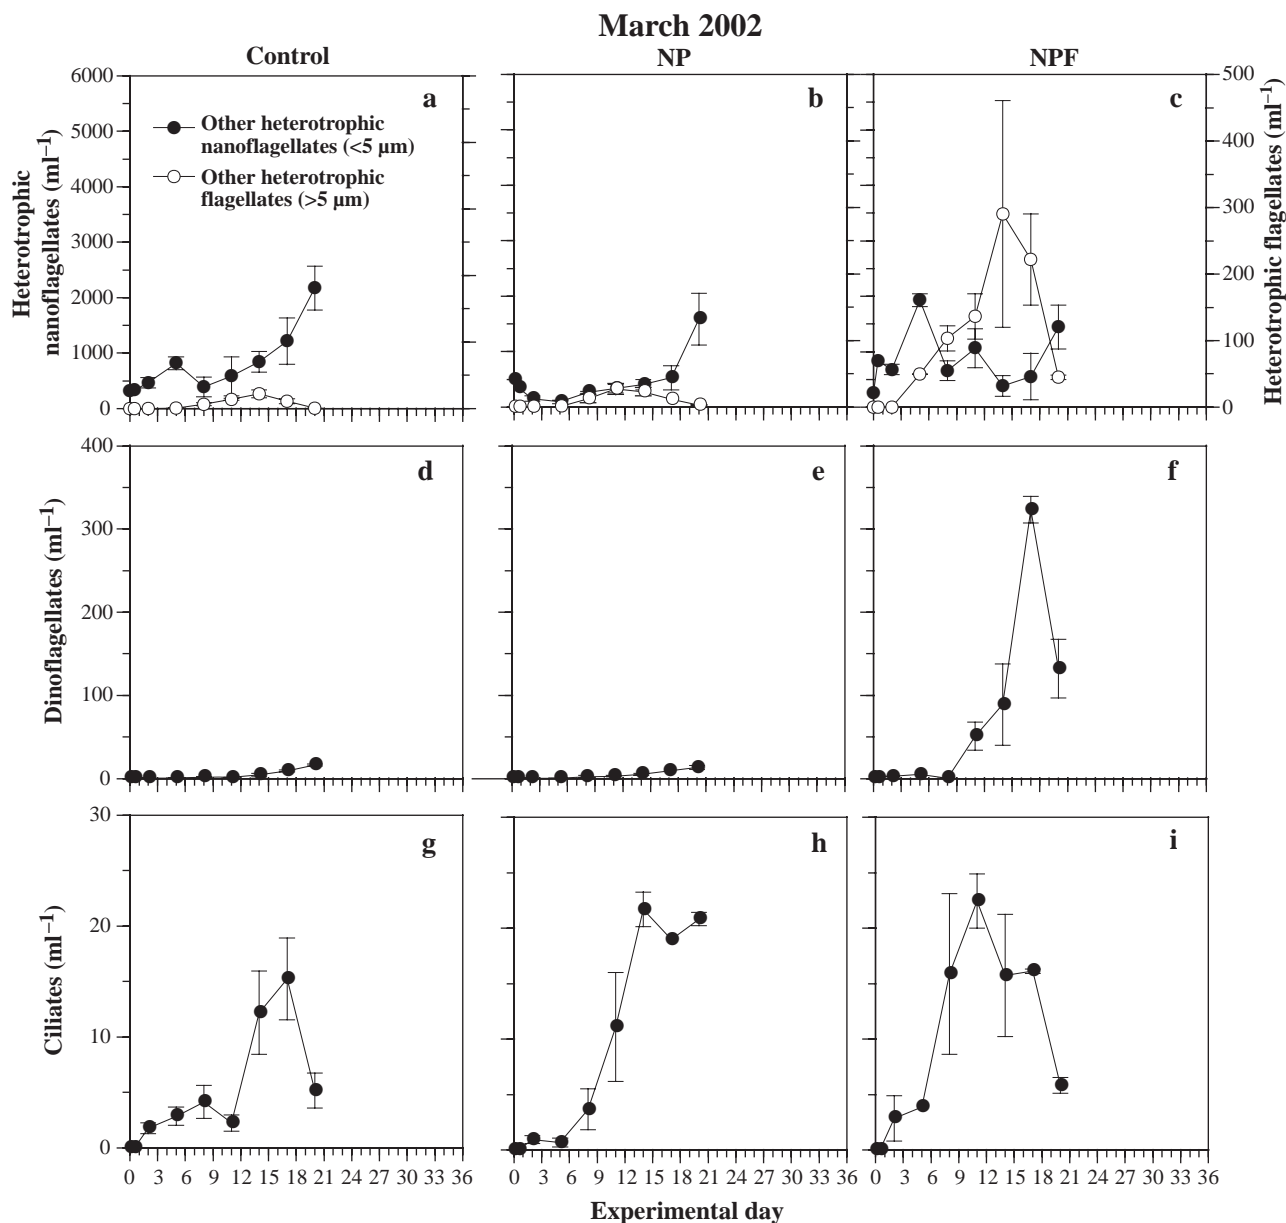 March 2002
Control
NP
NPF
6000
5000
4000
3000
2000
1000
0
Heterotrophic
nanoflagellates (ml⁻¹)
a
Other heterotrophic
nanoflagellates (<5 µm)
Other heterotrophic
flagellates (>5 µm)
b
c
500
400
300
200
100
0
Heterotrophic flagellates (ml⁻¹)
400
300
200
100
0
Dinoflagellates (ml⁻¹)
d
e
f
30
20
10
0
Ciliates (ml⁻¹)
g
h
i
0 3 6 9 12 15 18 21 24 27 30 33 36
0 3 6 9 12 15 18 21 24 27 30 33 36
0 3 6 9 12 15 18 21 24 27 30 33 36
Experimental day